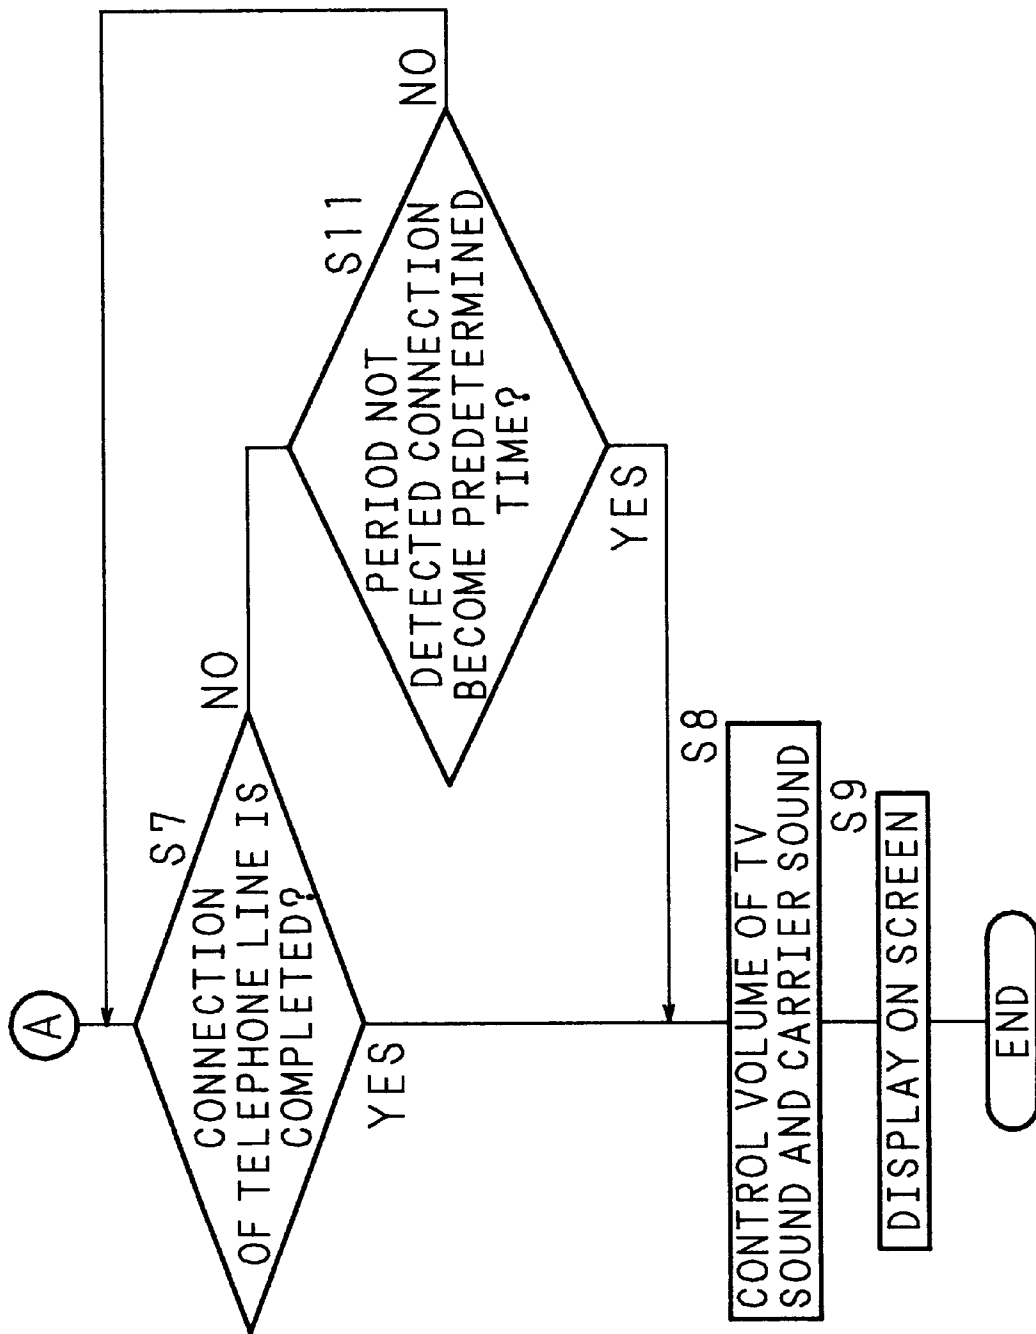 A
S7
CONNECTION
OF TELEPHONE LINE IS
COMPLETED?
NO
YES
S11
PERIOD NOT
DETECTED CONNECTION
BECOME PREDETERMINED
TIME?
NO
YES
S8
CONTROL VOLUME OF TV
SOUND AND CARRIER SOUND
S9
DISPLAY ON SCREEN
END